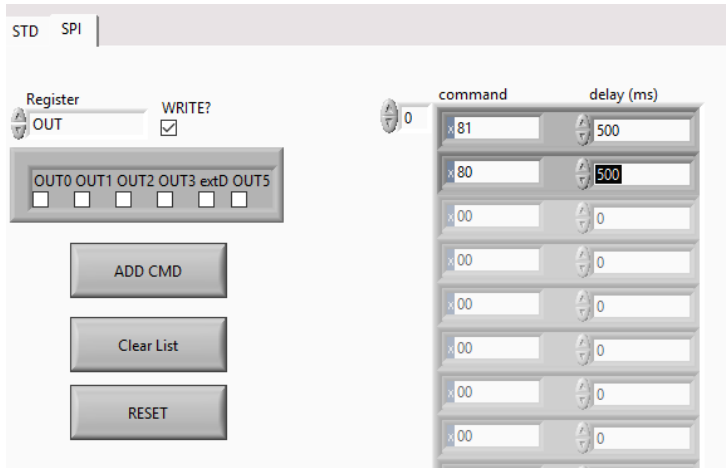 STD SPI
Register
WRITE?
OUT
OUT0 OUT1 OUT2 OUT3 extD OUT5
ADD CMD
Clear List
RESET
0
command delay (ms)
x 81 500
x 80 500
x 00 0
x 00 0
x 00 0
x 00 0
x 00 0
x 00 0